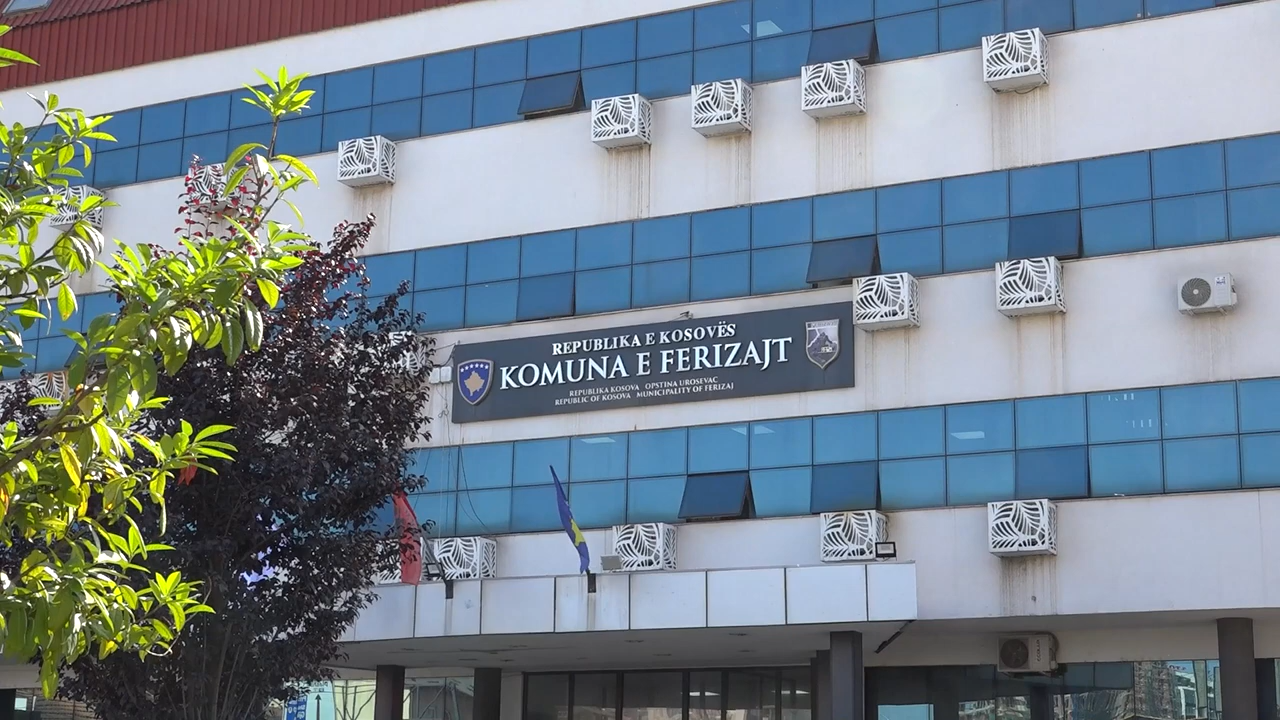 REPUBLIKA E KOSOVËS
KOMUNA E FERIZAJT
REPUBLIKA KOSOVA OPSTINA UROSEVAC
REPUBLIC OF KOSOVA MUNICIPALITY OF FERIZAJ